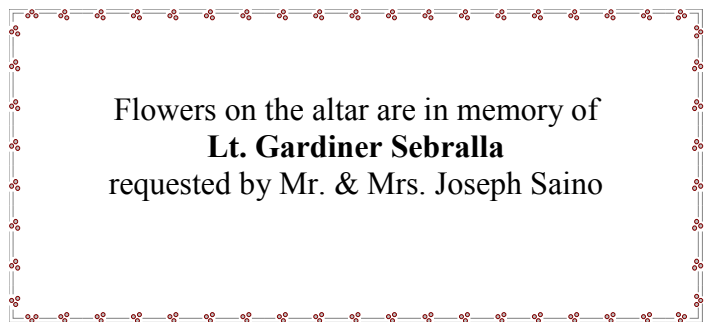 Flowers on the altar are in memory of
Lt. Gardiner Sebralla
requested by Mr. & Mrs. Joseph Saino